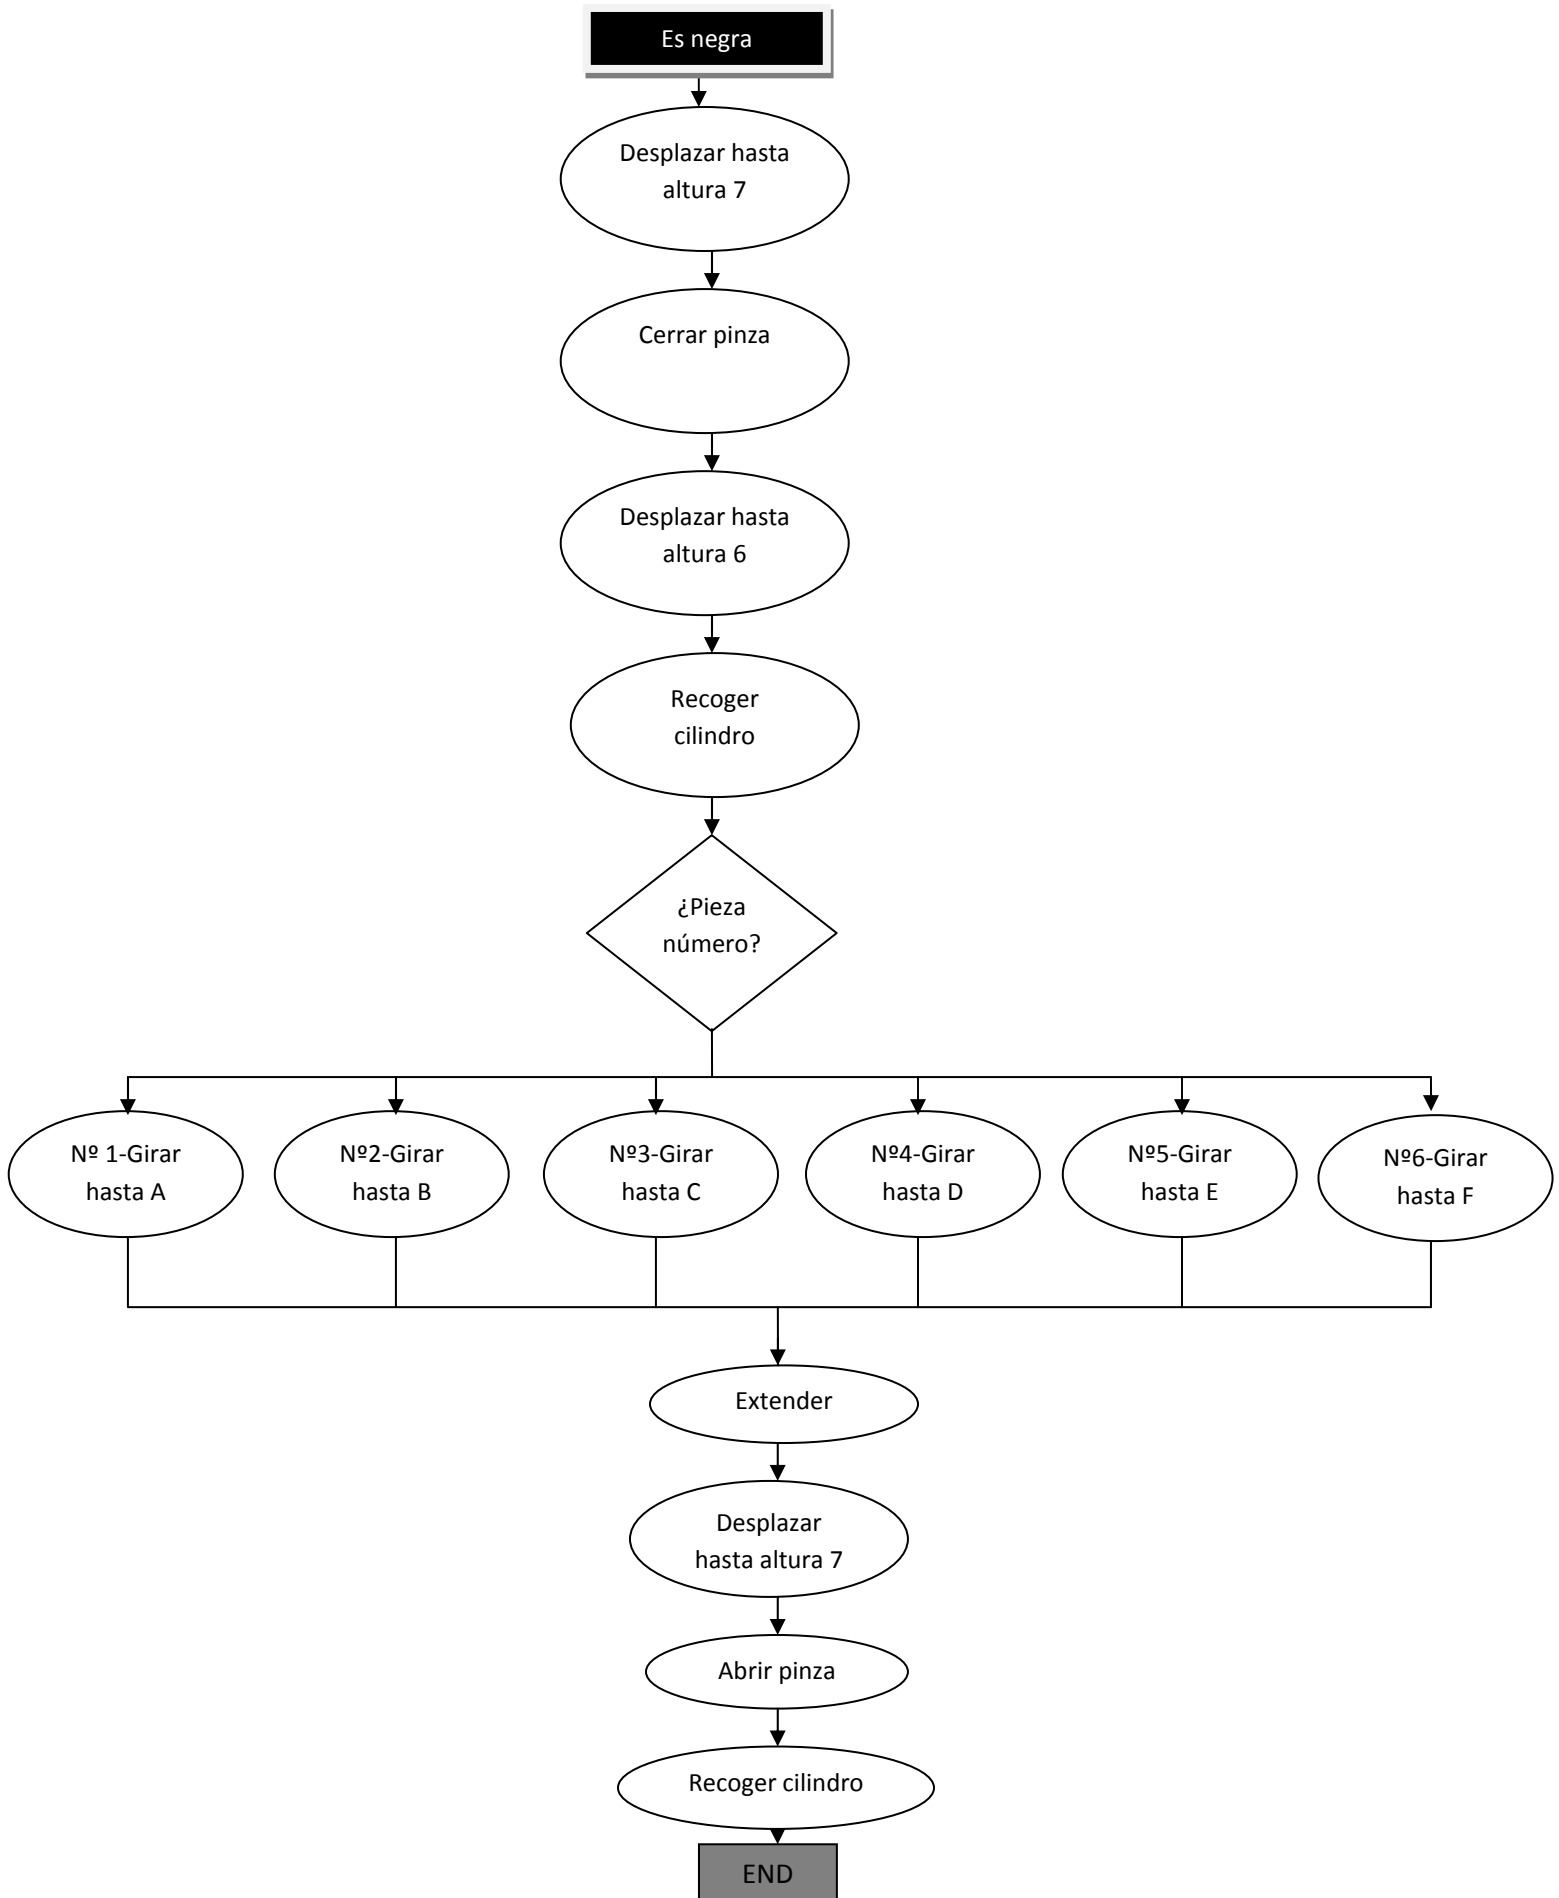 Es negra
Desplazar hasta
altura 7
Cerrar pinza
Desplazar hasta
altura 6
Recoger
cilindro
¿Pieza
número?
Nº 1-Girar
hasta A
Nº2-Girar
hasta B
Nº3-Girar
hasta C
Nº4-Girar
hasta D
Nº5-Girar
hasta E
Nº6-Girar
hasta F
Extender
Desplazar
hasta altura 7
Abrir pinza
Recoger cilindro
END